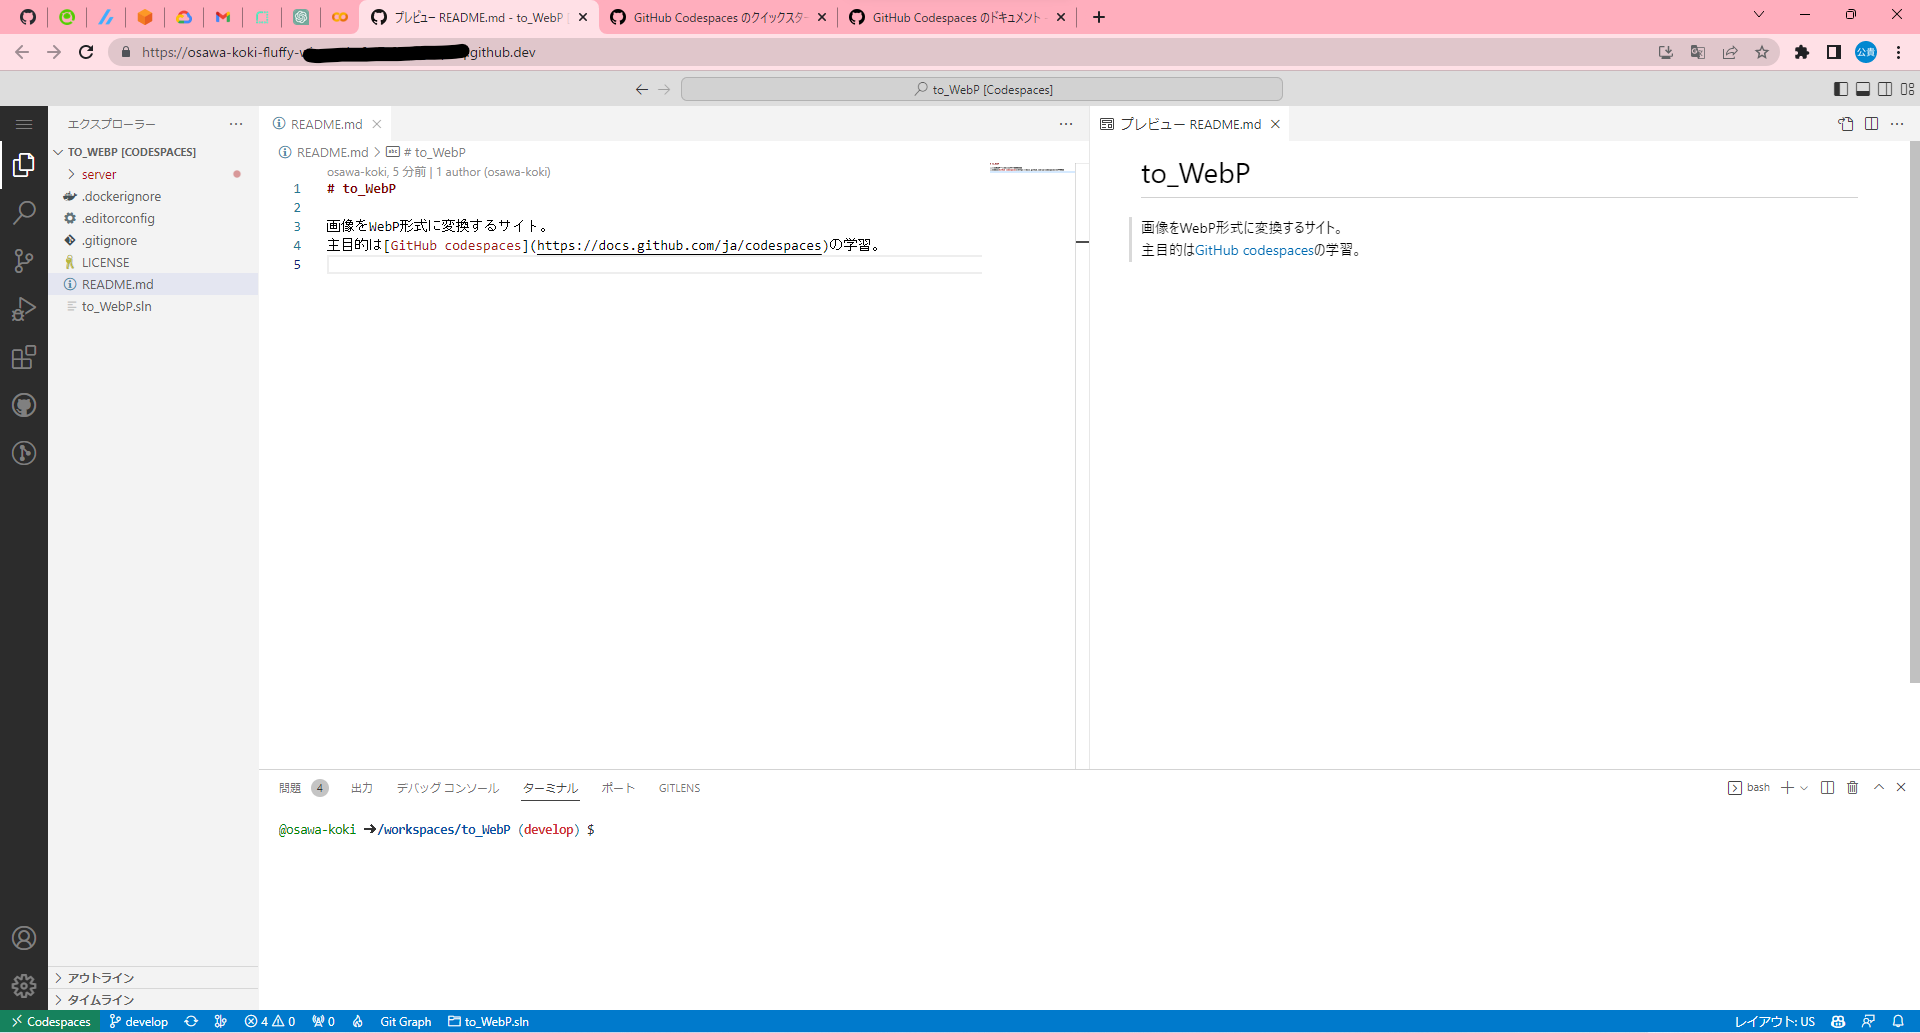 プレビュー README.md - to_WebP [
GitHub Codespaces のクイックスター
GitHub Codespaces のドキュメント -
https://osawa-koki-fluffy-
github.dev
公貴
to_WebP [Codespaces]
エクスプローラー
README.md
プレビュー README.md
TO_WEBP [CODESPACES]
server
.dockerignore
.editorconfig
.gitignore
LICENSE
README.md
to_WebP.sln
README.md > # to_WebP
osawa-koki, 5 分前 | 1 author (osawa-koki)
1 # to_WebP
2
3 画像をWebP形式に変換するサイト。
4 主目的は[GitHub codespaces](https://docs.github.com/ja/codespaces)の学習。
5
to_WebP
画像をWebP形式に変換するサイト。
主目的はGitHub codespacesの学習。
問題 4 出力 デバッグ コンソール ターミナル ポート GITLENS
bash
@osawa-koki ➜/workspaces/to_WebP (develop) $
アウトライン
タイムライン
Codespaces develop 4 0 0 Git Graph to_WebP.sln
レイアウト: US